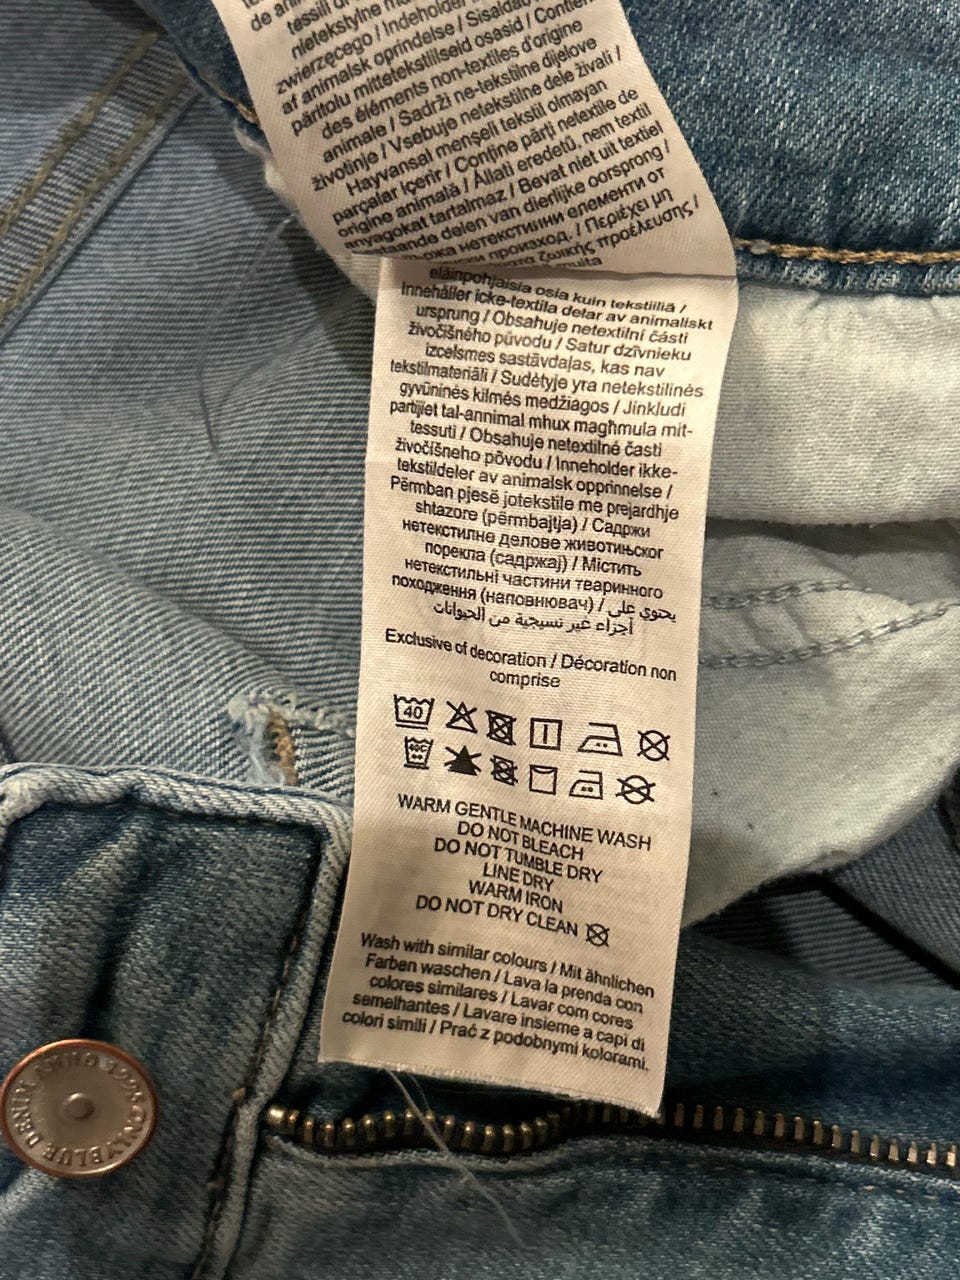 de
tessili di
nietekstylne
zwierzęcego / Indeholder
af animalsk oprindelse / Sisaldab
päritolu mittetekstiilseid osasid / Contient
des éléments non-textiles d'origine
animale / Sadrži ne-tekstilne dijelove
životinje / Vsebuje netekstilne dele živali /
Hayvansal menşeli tekstil olmayan
parçalar içerir / Conține părți netextile de
origine animală / Állati eredetű, nem textil
anyagokat tartalmaz / Bevat niet uit textiel
bestaande delen van dierlijke oorsprong /
нетекстилни елементи от
произход. / Περιέχει μη
ζωικής προέλευσης /
muita
eläinpohjaisia osia kuin tekstiiliä /
Innehåller icke-textila delar av animaliskt
ursprung / Obsahuje netextilní části
živočišného původu / Satur dzīvnieku
izcelsmes sastāvdaļas, kas nav
tekstilmateriāli / Sudėtyje yra netekstilinės
gyvūninės kilmės medžiagos / Jinkludi
partijiet tal-annimal mhux magħmula mit-
tessuti / Obsahuje netextilné časti
živočíšneho pôvodu / Inneholder ikke-
tekstildeler av animalsk opprinnelse /
Përmban pjesë jotekstile me prejardhje
shtazore (përmbajtja) / Садржи
нетекстилне делове животињског
порекла (садржај) / Містить
нетекстильні частини тваринного
походження (наповнювач) / يحتوي على
أجزاء غير نسيجية من الحيوانات
Exclusive of decoration / Décoration non
comprise
40
40C
WARM GENTLE MACHINE WASH
DO NOT BLEACH
DO NOT TUMBLE DRY
LINE DRY
WARM IRON
DO NOT DRY CLEAN
Wash with similar colours / Mit ähnlichen
Farben waschen / Lava la prenda con
colores similares / Lavar com cores
semelhantes / Lavare insieme a capi di
colori simili / Prać z podobnymi kolorami.